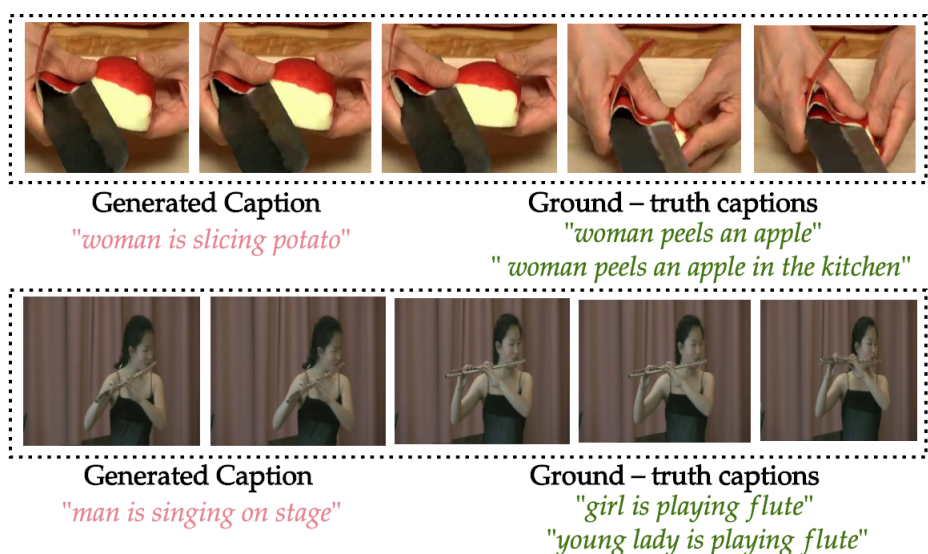 Generated Caption
Ground – truth captions
"woman is slicing potato"
"woman peels an apple"
" woman peels an apple in the kitchen"
Generated Caption
Ground – truth captions
"man is singing on stage"
"girl is playing flute"
"young lady is playing flute"